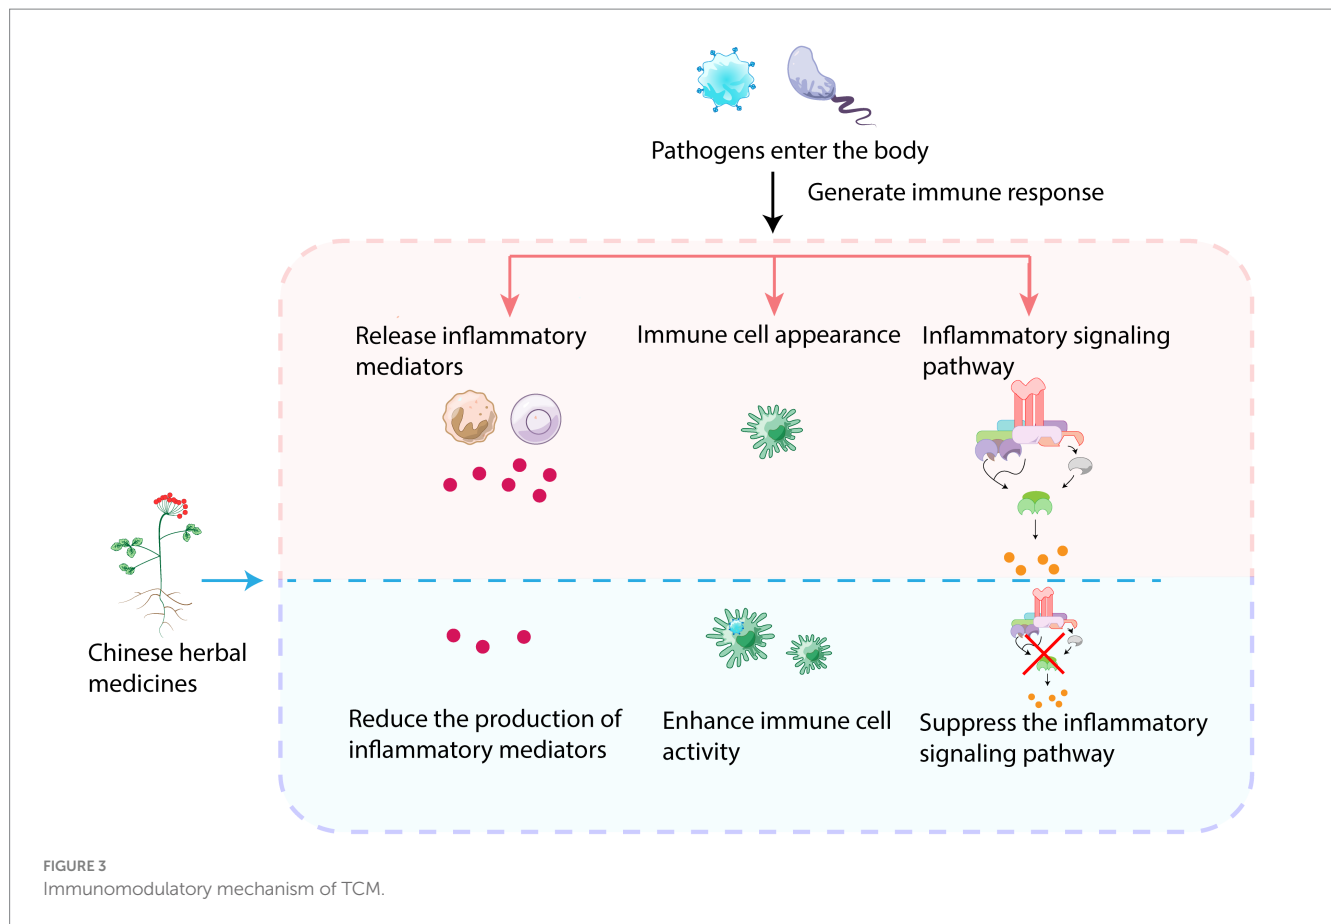 Pathogens enter the body
Generate immune response
Release inflammatory
mediators
Immune cell appearance
Inflammatory signaling
pathway
Chinese herbal
medicines
Reduce the production of
inflammatory mediators
Enhance immune cell
activity
Suppress the inflammatory
signaling pathway
FIGURE 3
Immunomodulatory mechanism of TCM.